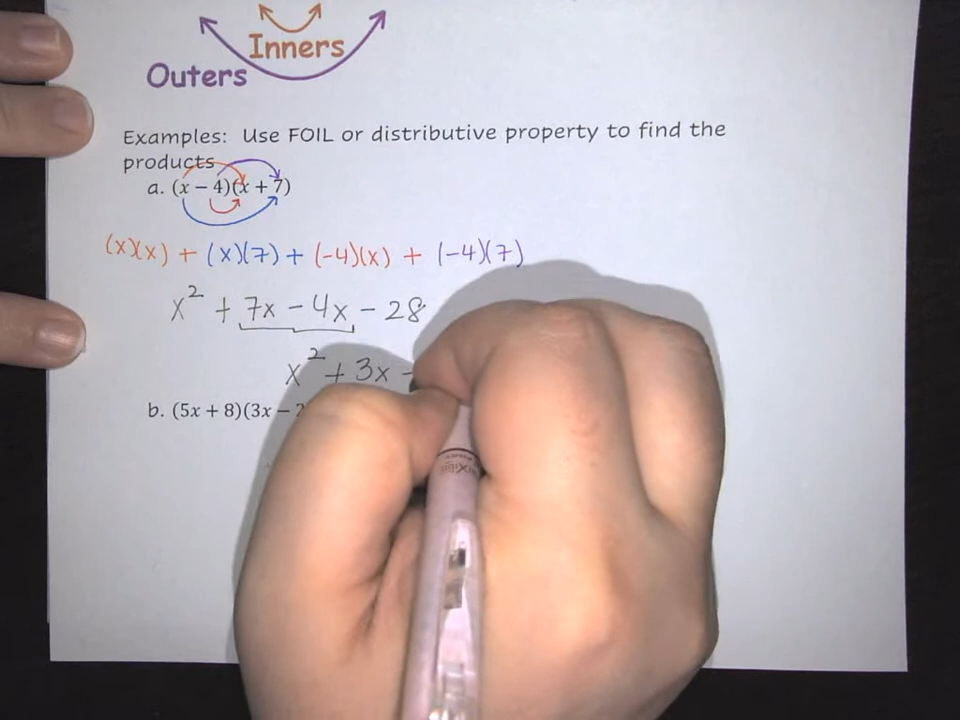 Inners
Outers
Examples: Use FOIL or distributive property to find the
products
a. (x − 4)(x + 7)
(x)(x) + (x)(7) + (-4)(x) + (-4)(7)
x² + 7x − 4x − 28
x² + 3x -
b. (5x + 8)(3x −